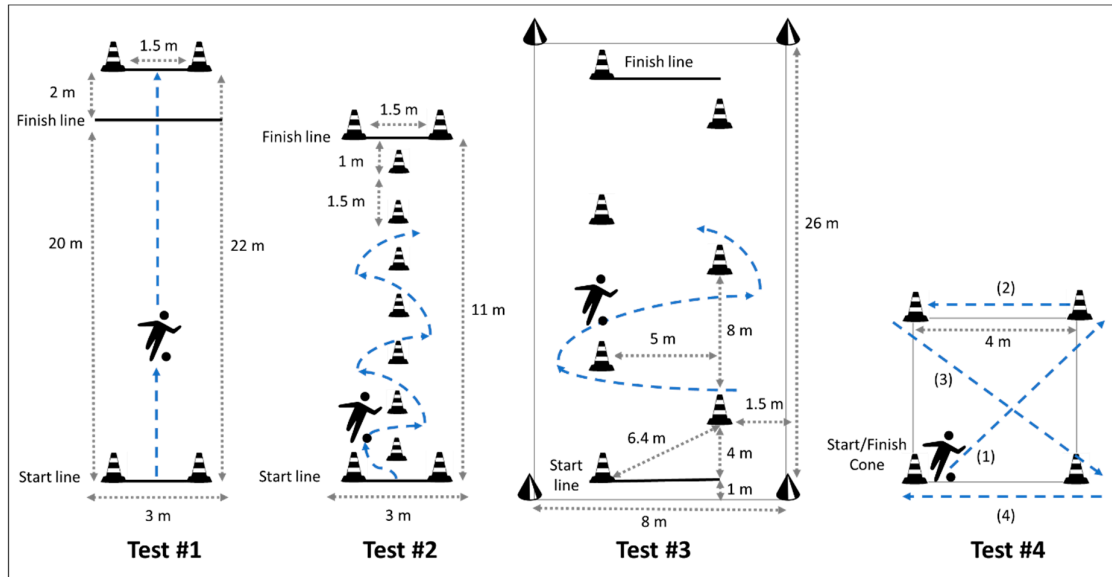 1.5 m
2 m
Finish line
20 m
22 m
Start line
3 m
Test #1
1.5 m
Finish line
1 m
1.5 m
11 m
Start line
3 m
Test #2
Finish line
26 m
5 m
8 m
1.5 m
6.4 m
4 m
Start
line
1 m
8 m
Test #3
(2)
4 m
(3)
Start/Finish
Cone
(1)
(4)
Test #4